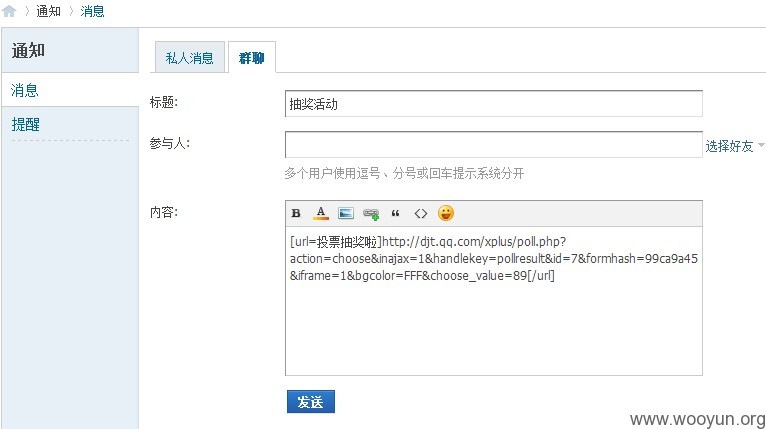 通知 消息
通知
消息
提醒
私人消息 群聊
标题: 抽奖活动
参与人: 选择好友
多个用户使用逗号、分号或回车提示系统分开
内容:
B A “ <>
[url=投票抽奖啦]http://djt.qq.com/xplus/poll.php?
action=choose&inajax=1&handlekey=pollresult&id=7&formhash=99ca9a45
&iframe=1&bgcolor=FFF&choose_value=89[/url]
发送
www.wooyun.org